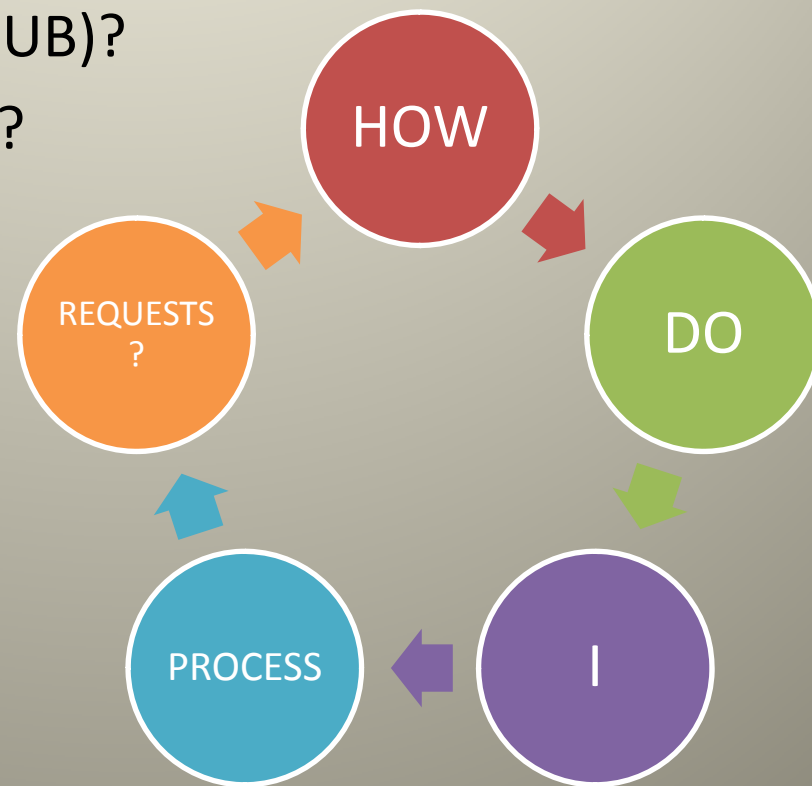 UB)?
?
HOW
DO
I
PROCESS
REQUESTS
?